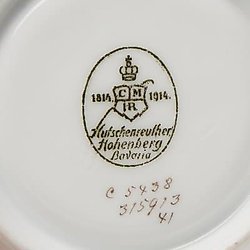 1814. C M 1914.
HR
Hutschenreuther
Hohenberg
Bavaria
C 5438
315913
41